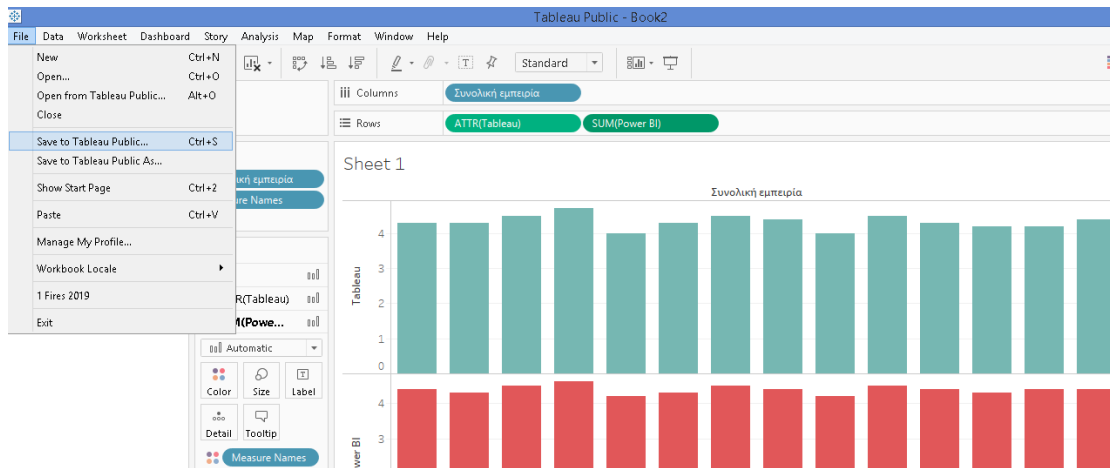 Tableau Public - Book2
File Data Worksheet Dashboard Story Analysis Map Format Window Help
New Ctrl+N
Open... Ctrl+O
Open from Tableau Public... Alt+O
Close
Save to Tableau Public... Ctrl+S
Save to Tableau Public As...
Show Start Page Ctrl+2
Paste Ctrl+V
Manage My Profile...
Workbook Locale
1 Fires 2019
Exit
Standard
Columns Συνολική εμπειρία
Rows ATTR(Tableau) SUM(Power BI)
ική εμπειρία
ure Names
R(Tableau)
M(Powe...
Automatic
Color Size Label
Detail Tooltip
Measure Names
Sheet 1
Συνολική εμπειρία
Tableau
4
3
2
1
0
wer BI
4
3